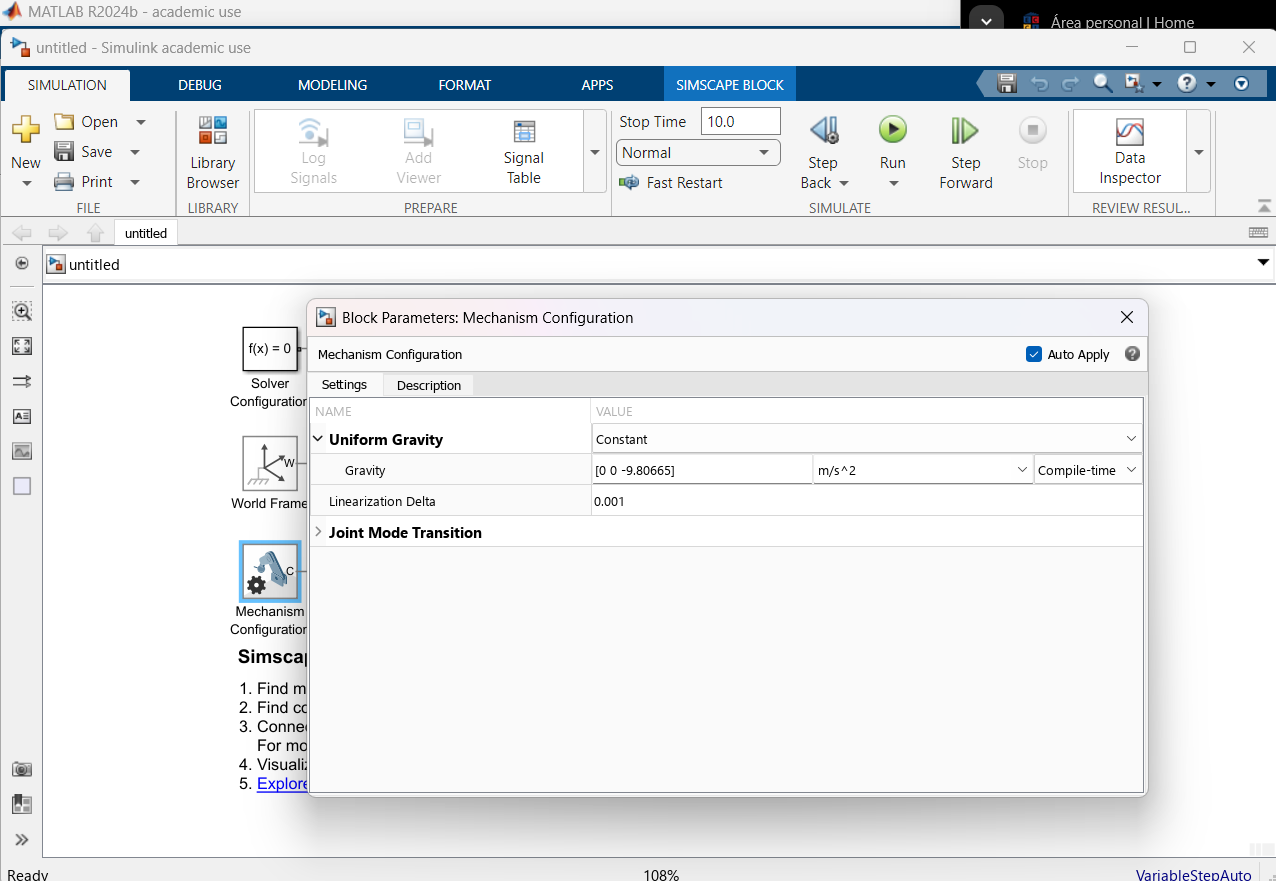 MATLAB R2024b - academic use
Área personal | Home
untitled - Simulink academic use
SIMULATION DEBUG MODELING FORMAT APPS SIMSCAPE BLOCK
New
Open
Save
Print
FILE
Library
Browser
LIBRARY
Log
Signals
Add
Viewer
Signal
Table
PREPARE
Stop Time 10.0
Normal
Fast Restart
Step
Back
Run
Step
Forward
Stop
SIMULATE
Data
Inspector
REVIEW RESUL...
untitled
untitled
f(x) = 0
Solver
Configuration
W
World Frame
C
Mechanism
Configuration
Simscap
1. Find m
2. Find co
3. Connec
For mo
4. Visualiz
5. Explore
Block Parameters: Mechanism Configuration
Mechanism Configuration
Auto Apply
Settings Description
NAME VALUE
Uniform Gravity Constant
Gravity [0 0 -9.80665] m/s^2 Compile-time
Linearization Delta 0.001
Joint Mode Transition
Ready 108% VariableStepAuto